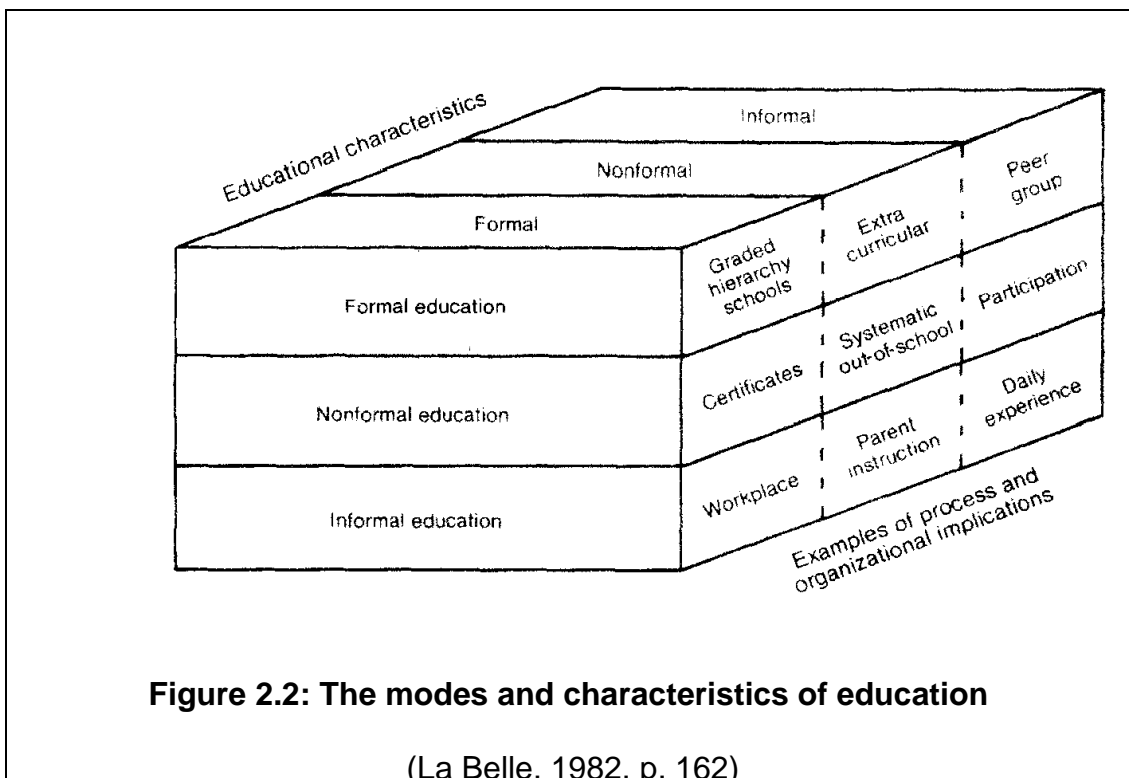 Educational characteristics
Informal
Nonformal
Formal
Formal education
Nonformal education
Informal education
Graded
hierarchy
schools
Extra
curricular
Peer
group
Certificates
Systematic
out-of-school
Participation
Workplace
Parent
instruction
Daily
experience
Examples of process and
organizational implications
Figure 2.2: The modes and characteristics of education
(La Belle, 1982, p. 162)